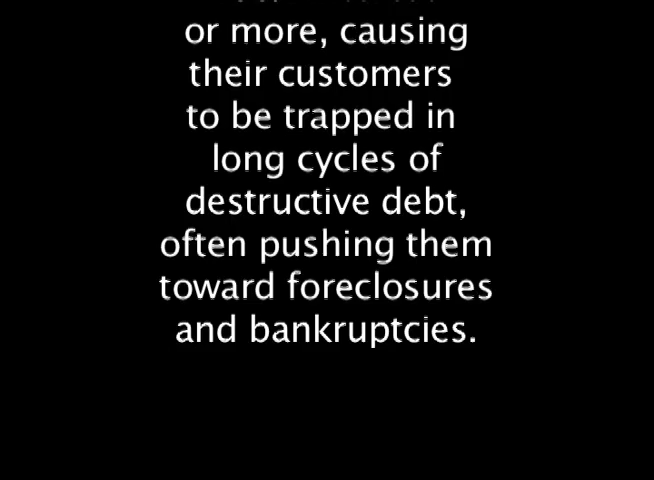 or more, causing
their customers
to be trapped in
long cycles of
destructive debt,
often pushing them
toward foreclosures
and bankruptcies.